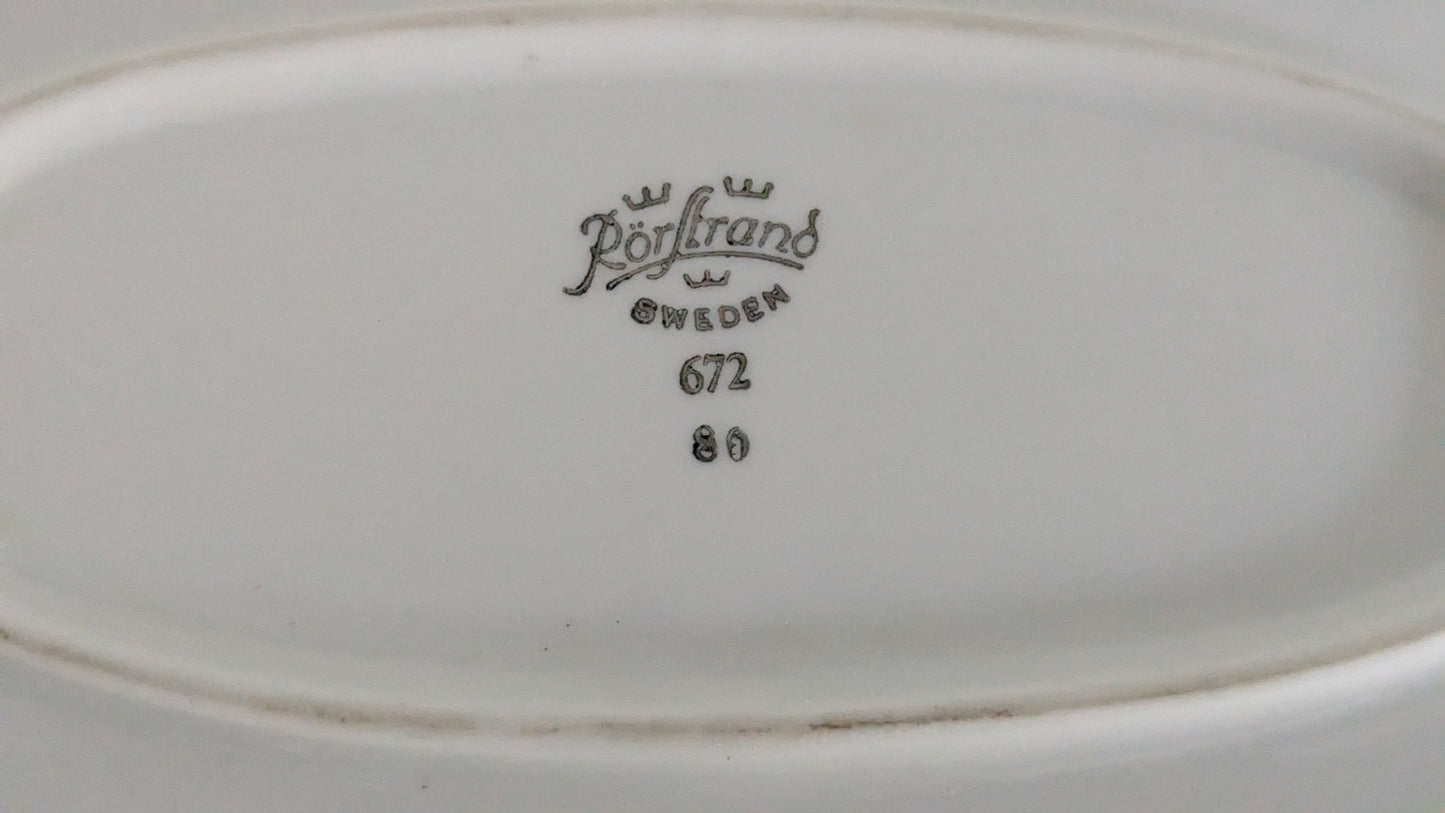 Rörstrand
SWEDEN
672
80